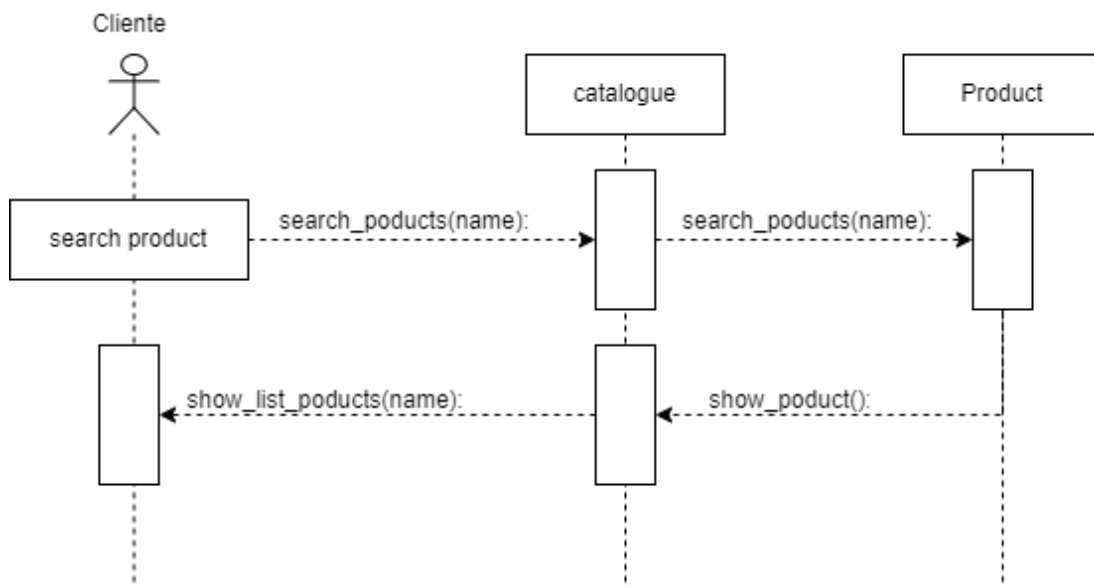 Cliente
catalogue
Product
search product
search_poducts(name):
search_poducts(name):
show_list_poducts(name):
show_poduct():